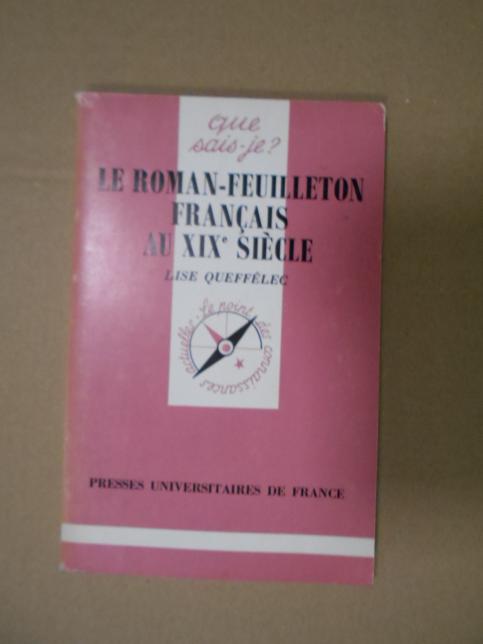 que
sais-je?
LE ROMAN-FEUILLETON
FRANÇAIS
AU XIXe SIÈCLE
LISE QUEFFÉLEC
Le point des connaissances actuelles
PRESSES UNIVERSITAIRES DE FRANCE